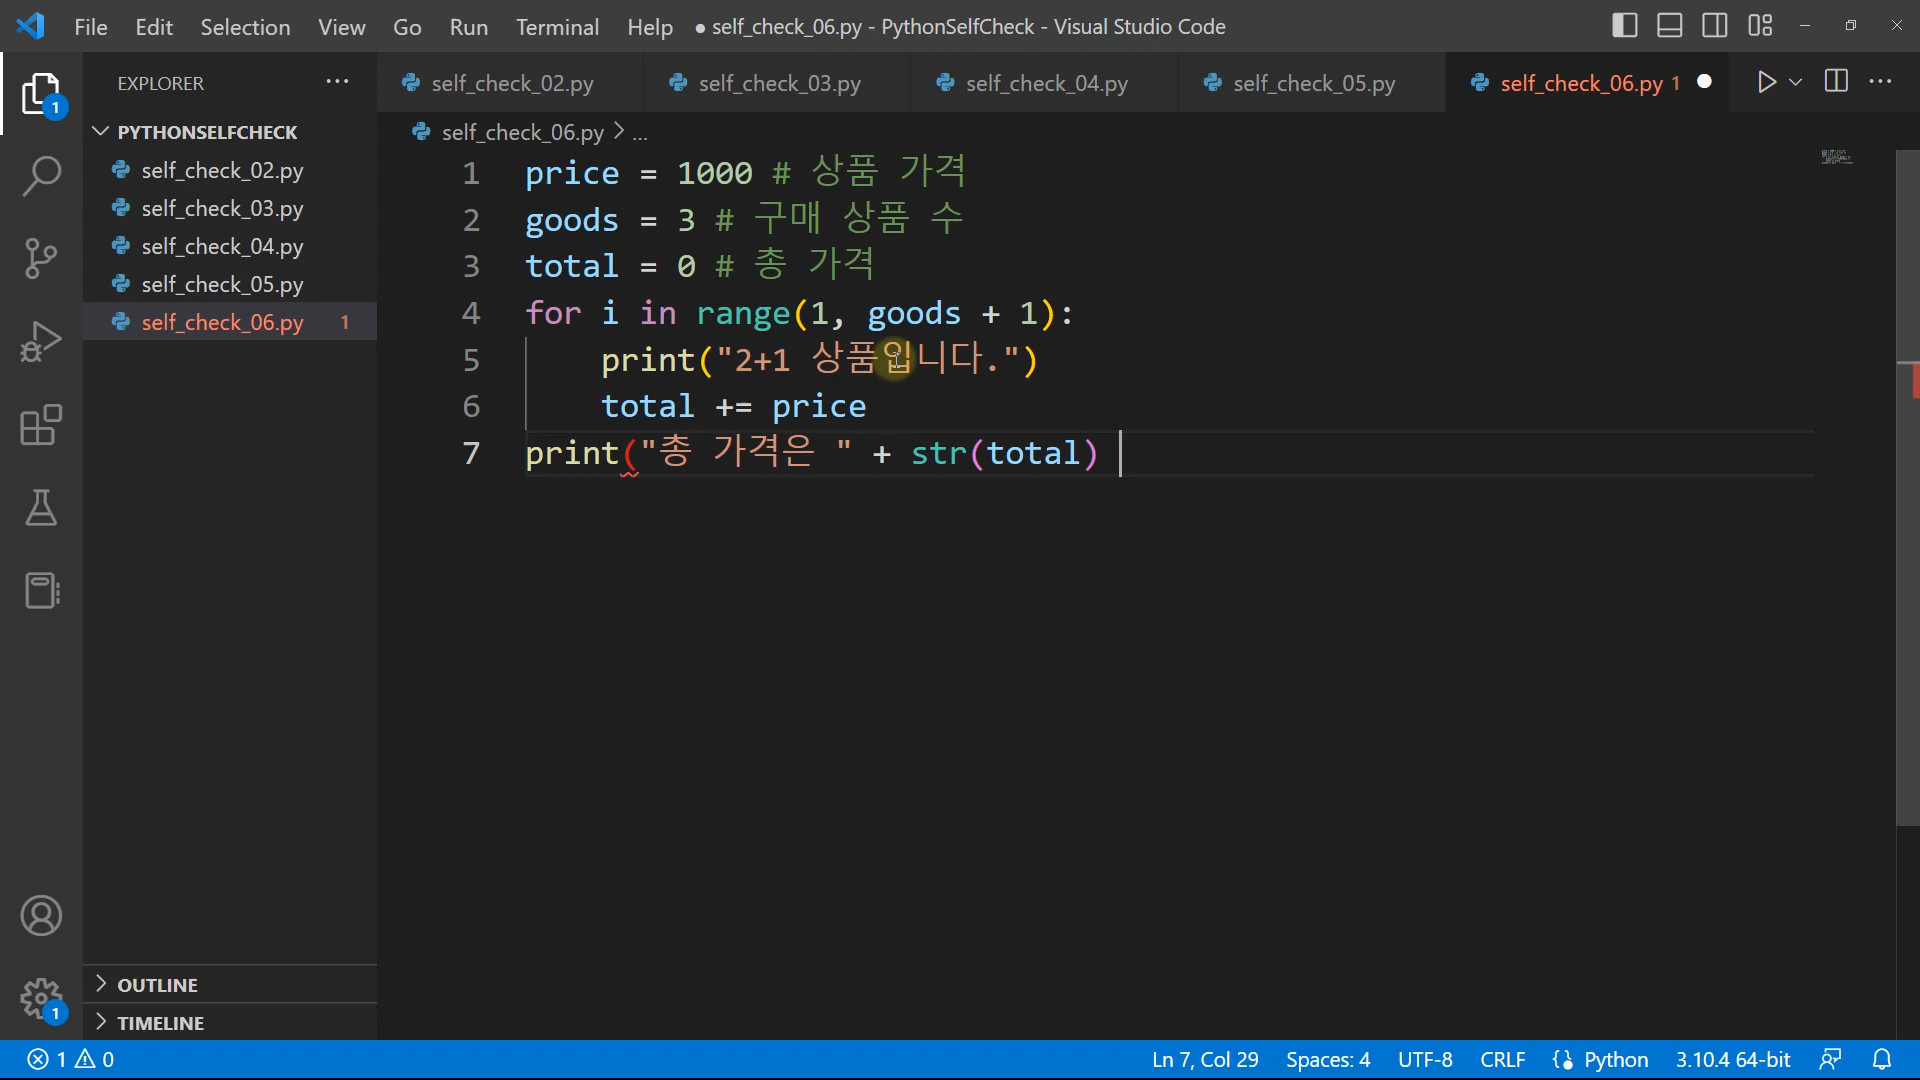 File Edit Selection View Go Run Terminal Help ● self_check_06.py - PythonSelfCheck - Visual Studio Code
EXPLORER ···
self_check_02.py self_check_03.py self_check_04.py self_check_05.py self_check_06.py 1
PYTHONSELFCHECK
self_check_02.py
self_check_03.py
self_check_04.py
self_check_05.py
self_check_06.py 1
self_check_06.py > ...
1 price = 1000 # 상품 가격
2 goods = 3 # 구매 상품 수
3 total = 0 # 총 가격
4 for i in range(1, goods + 1):
5 print("2+1 상품입니다.")
6 total += price
7 print("총 가격은 " + str(total)
1
1
OUTLINE
TIMELINE
1 0 Ln 7, Col 29 Spaces: 4 UTF-8 CRLF Python 3.10.4 64-bit